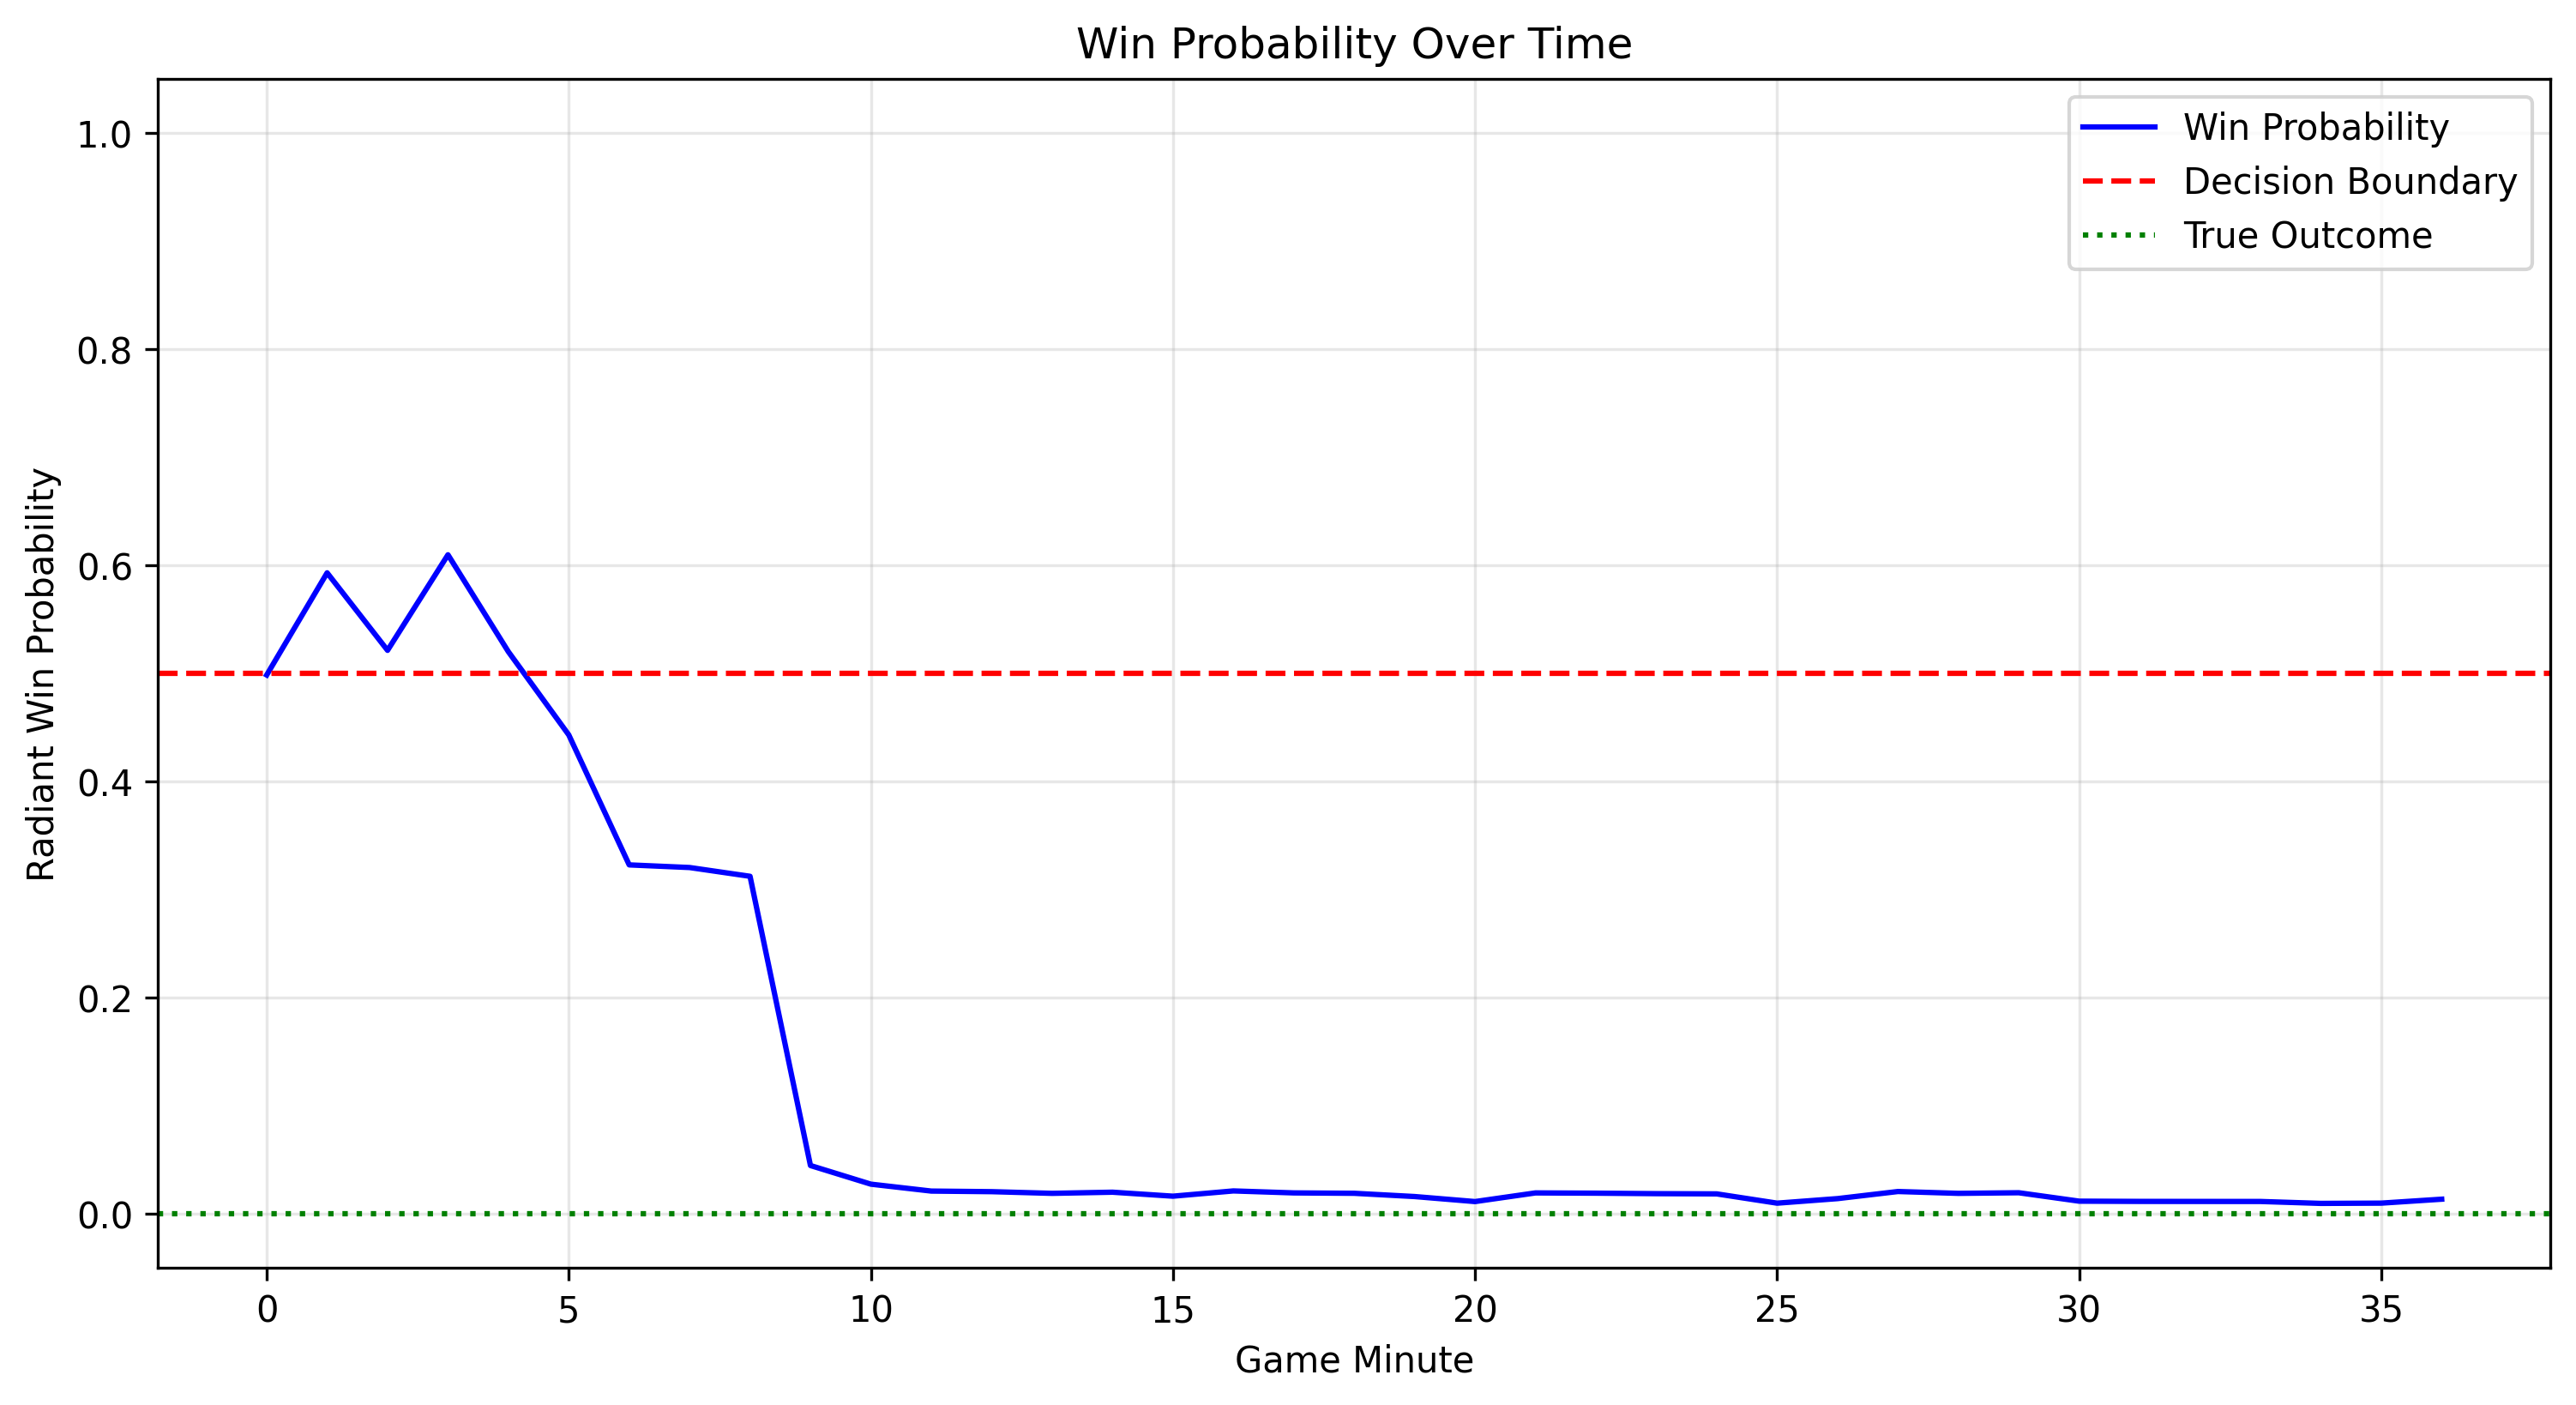 Win Probability Over Time
Win Probability
Decision Boundary
True Outcome
Radiant Win Probability
1.0
0.8
0.6
0.4
0.2
0.0
0 5 10 15 20 25 30 35
Game Minute